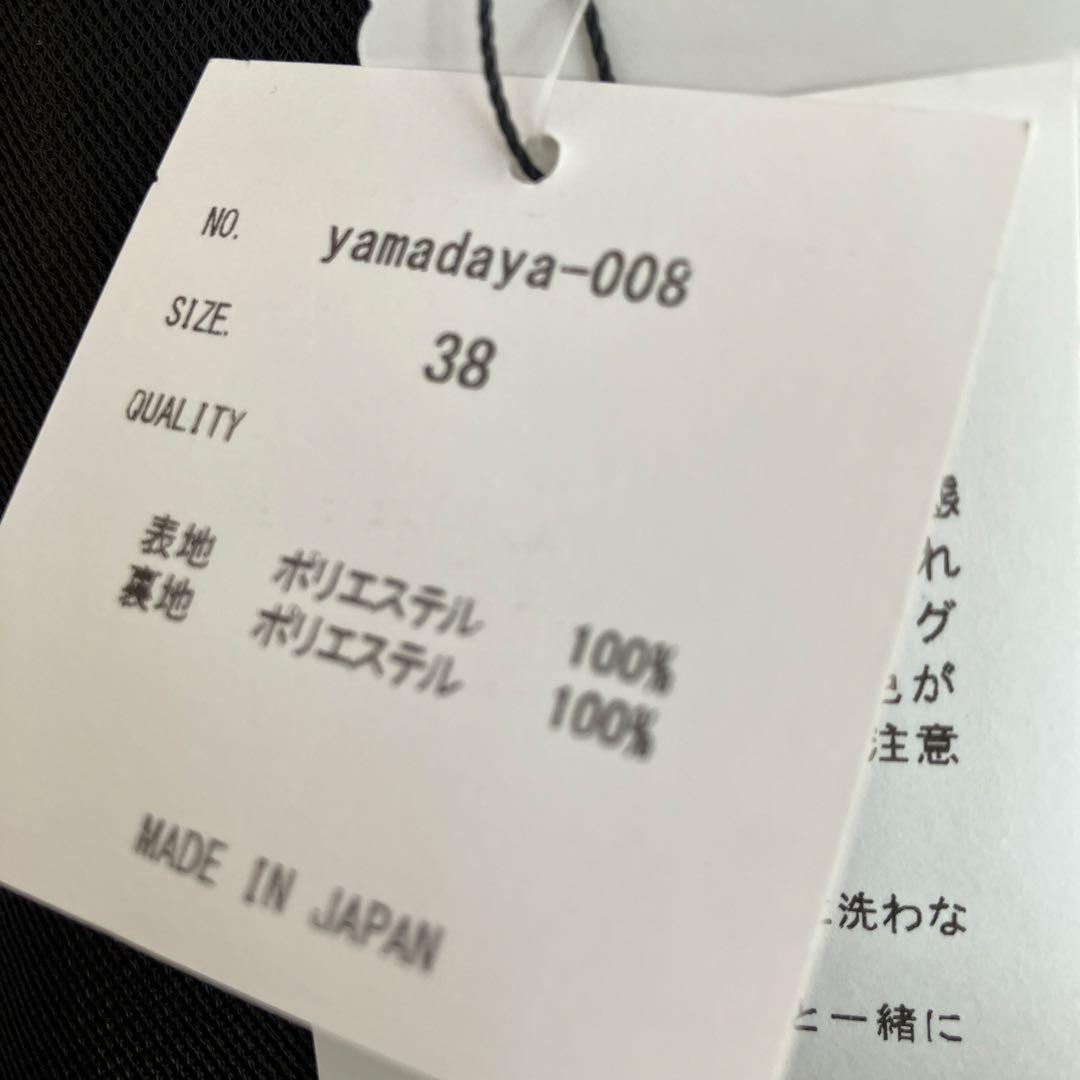 NO. yamadaya-008
SIZE. 38
QUALITY
表地 ポリエステル 100%
裏地 ポリエステル 100%
MADE IN JAPAN
れ
グ
が
注意
洗わな
と一緒に